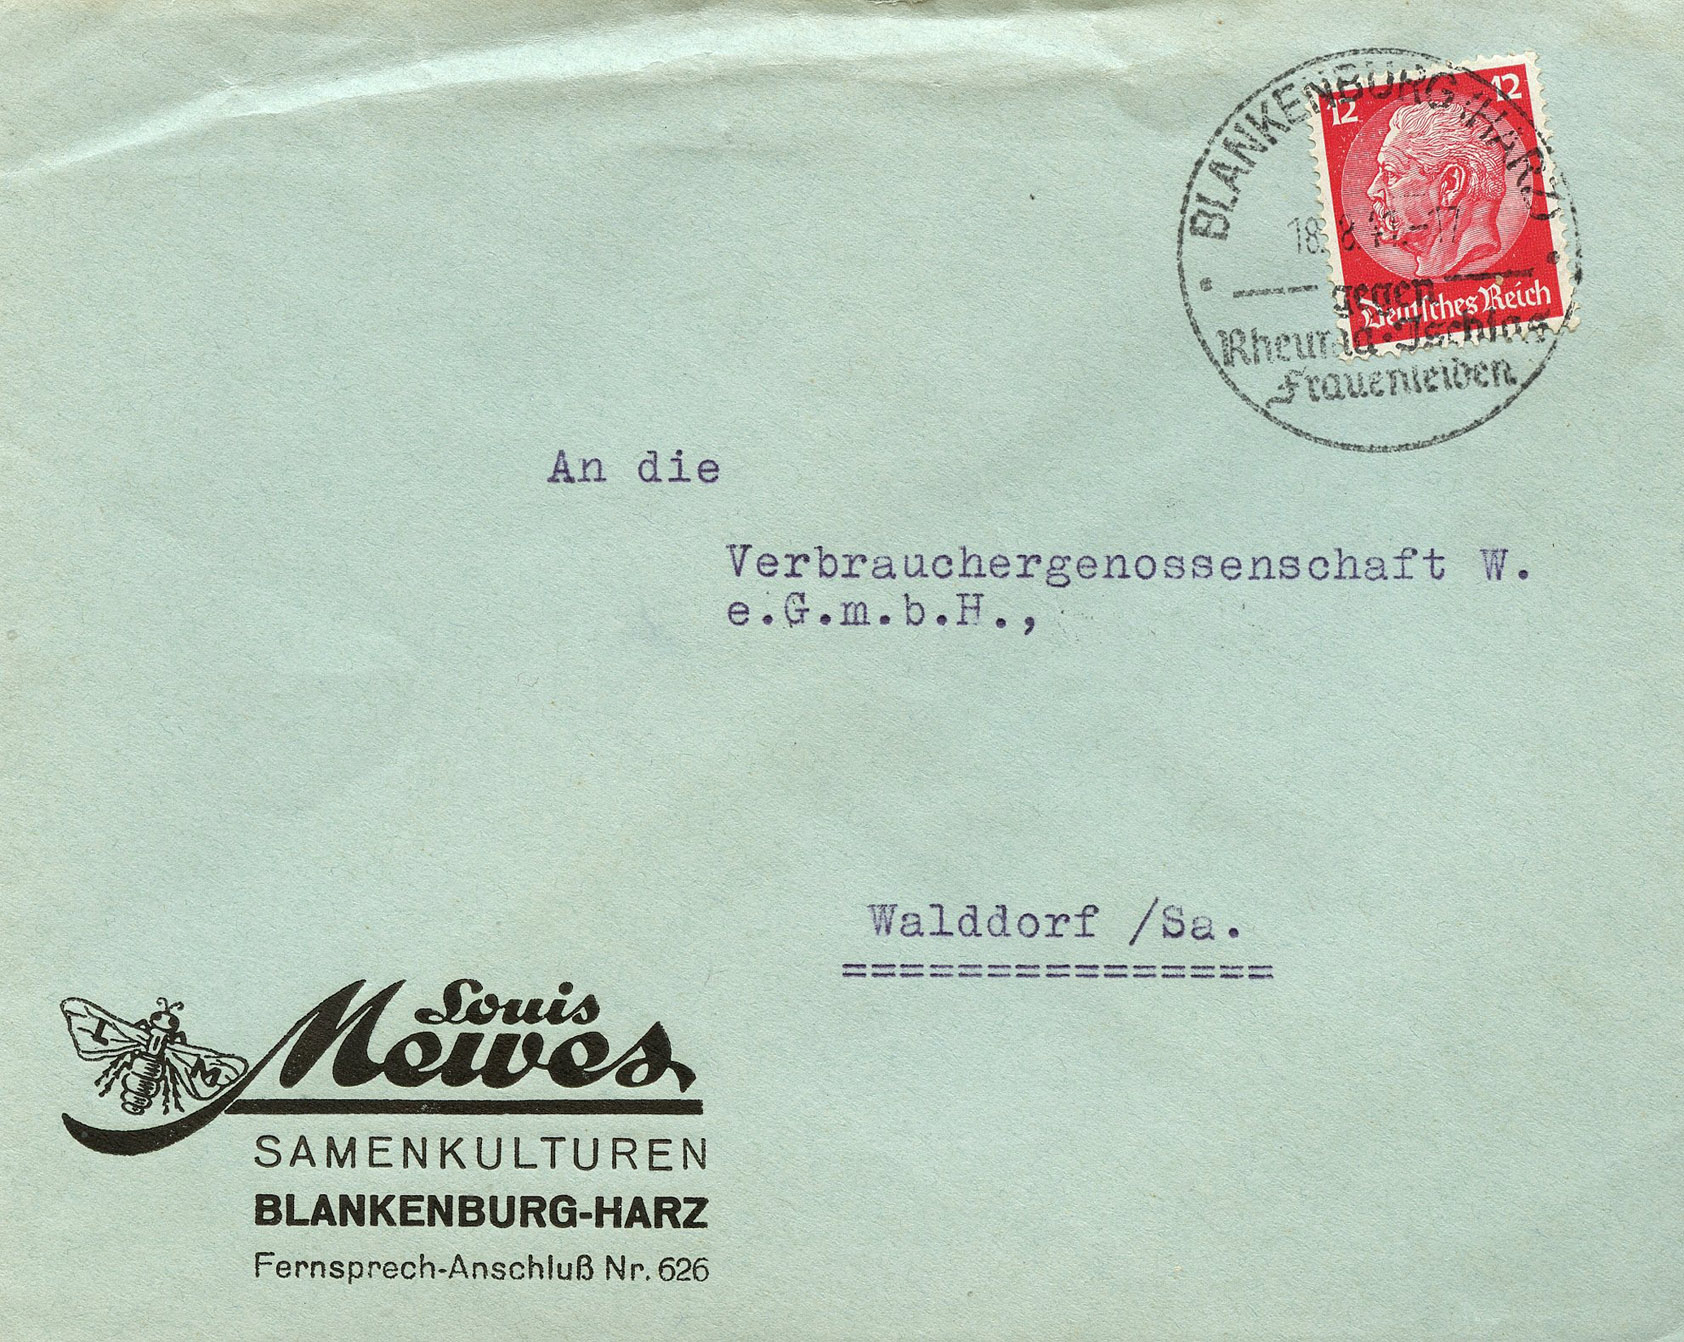 BLANKENBURG (HARZ)
12 12
gegen
Rheuma · Ischias
Frauenleiden
Deutsches Reich
An die
Verbrauchergenossenschaft W.
e.G.m.b.H.,
Walddorf /Sa.
================
L M
Louis
Mewes
SAMENKULTUREN
BLANKENBURG-HARZ
Fernsprech-Anschluß Nr. 626